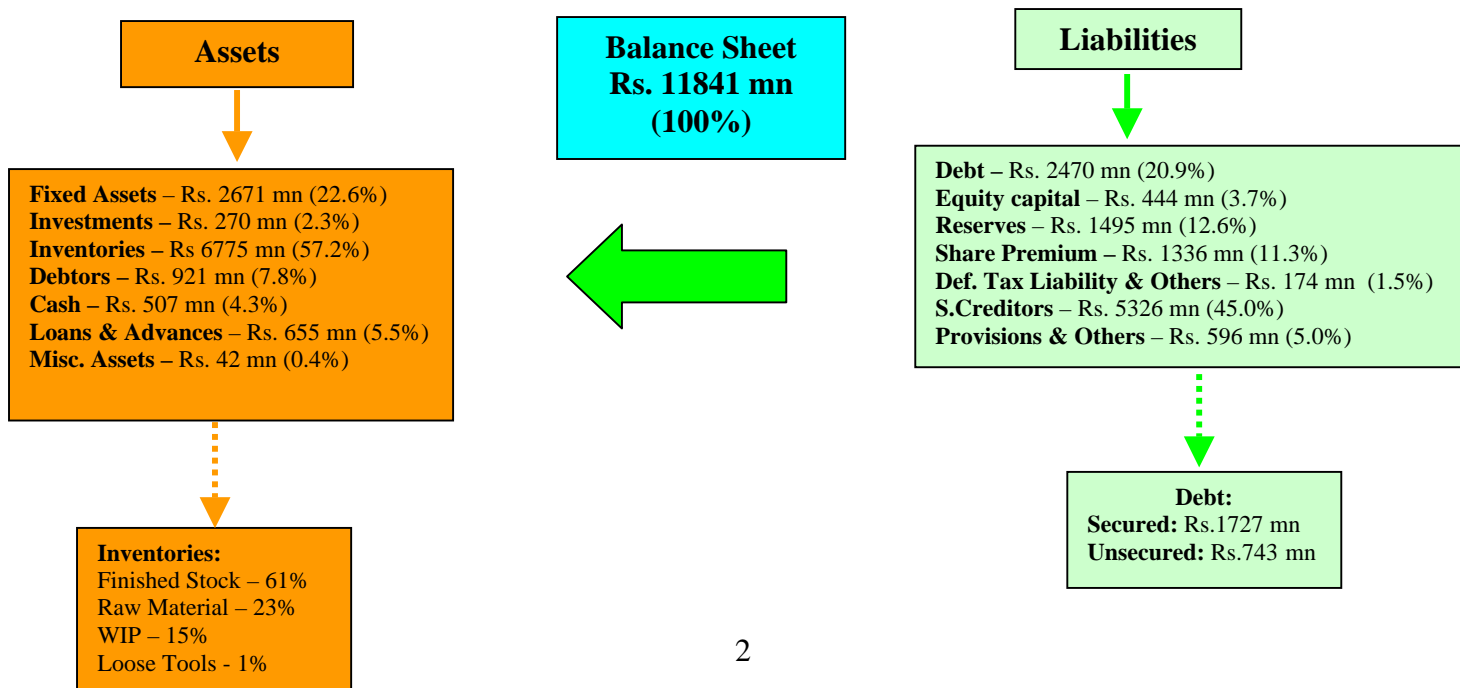 Assets
Balance Sheet
Rs. 11841 mn
(100%)
Liabilities
Fixed Assets – Rs. 2671 mn (22.6%)
Investments – Rs. 270 mn (2.3%)
Inventories – Rs 6775 mn (57.2%)
Debtors – Rs. 921 mn (7.8%)
Cash – Rs. 507 mn (4.3%)
Loans & Advances – Rs. 655 mn (5.5%)
Misc. Assets – Rs. 42 mn (0.4%)
Debt – Rs. 2470 mn (20.9%)
Equity capital – Rs. 444 mn (3.7%)
Reserves – Rs. 1495 mn (12.6%)
Share Premium – Rs. 1336 mn (11.3%)
Def. Tax Liability & Others – Rs. 174 mn (1.5%)
S.Creditors – Rs. 5326 mn (45.0%)
Provisions & Others – Rs. 596 mn (5.0%)
Inventories:
Finished Stock – 61%
Raw Material – 23%
WIP – 15%
Loose Tools - 1%
Debt:
Secured: Rs.1727 mn
Unsecured: Rs.743 mn
2